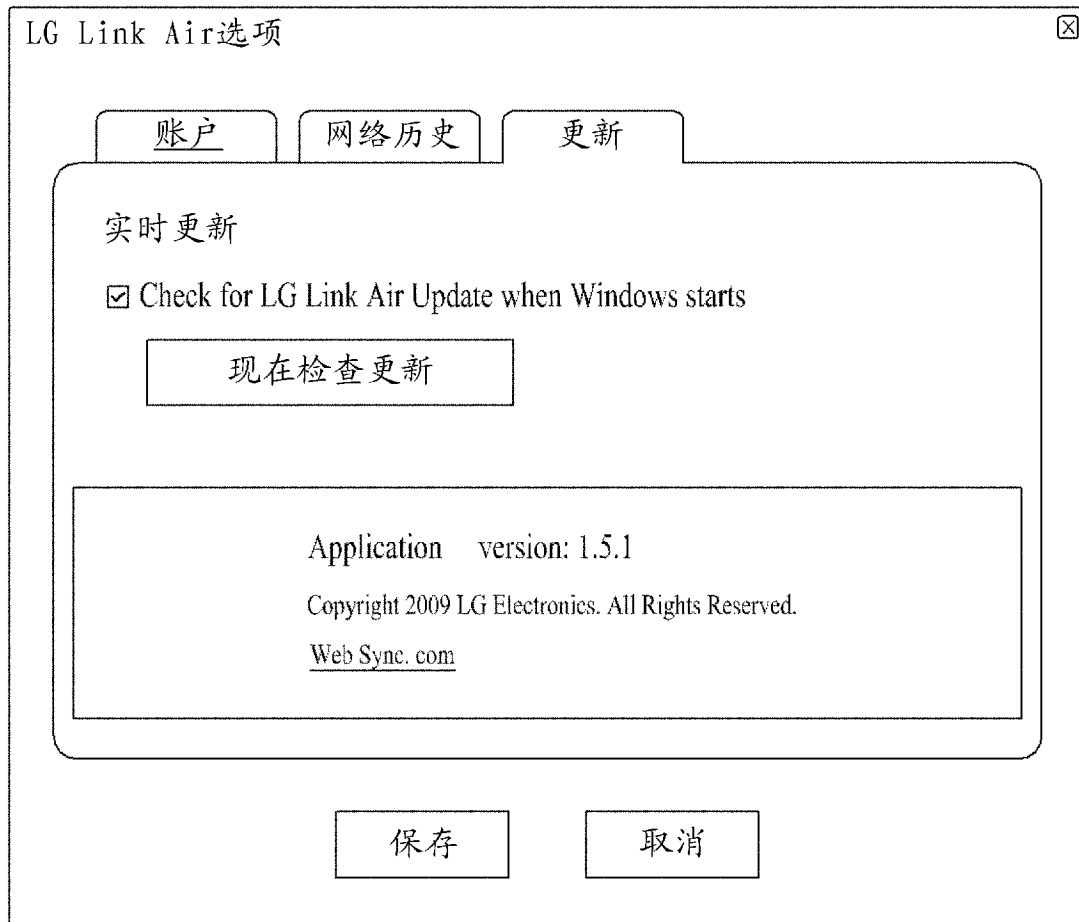 LG Link Air选项
账户 网络历史 更新
实时更新
Check for LG Link Air Update when Windows starts
现在检查更新
Application version: 1.5.1
Copyright 2009 LG Electronics. All Rights Reserved.
Web Sync. com
保存 取消